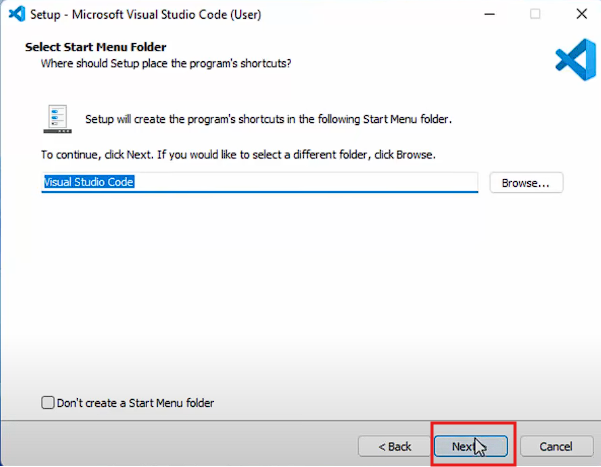 Setup - Microsoft Visual Studio Code (User)
Select Start Menu Folder
Where should Setup place the program's shortcuts?
Setup will create the program's shortcuts in the following Start Menu folder.
To continue, click Next. If you would like to select a different folder, click Browse.
Visual Studio Code
Browse...
Don't create a Start Menu folder
< Back
Next
Cancel